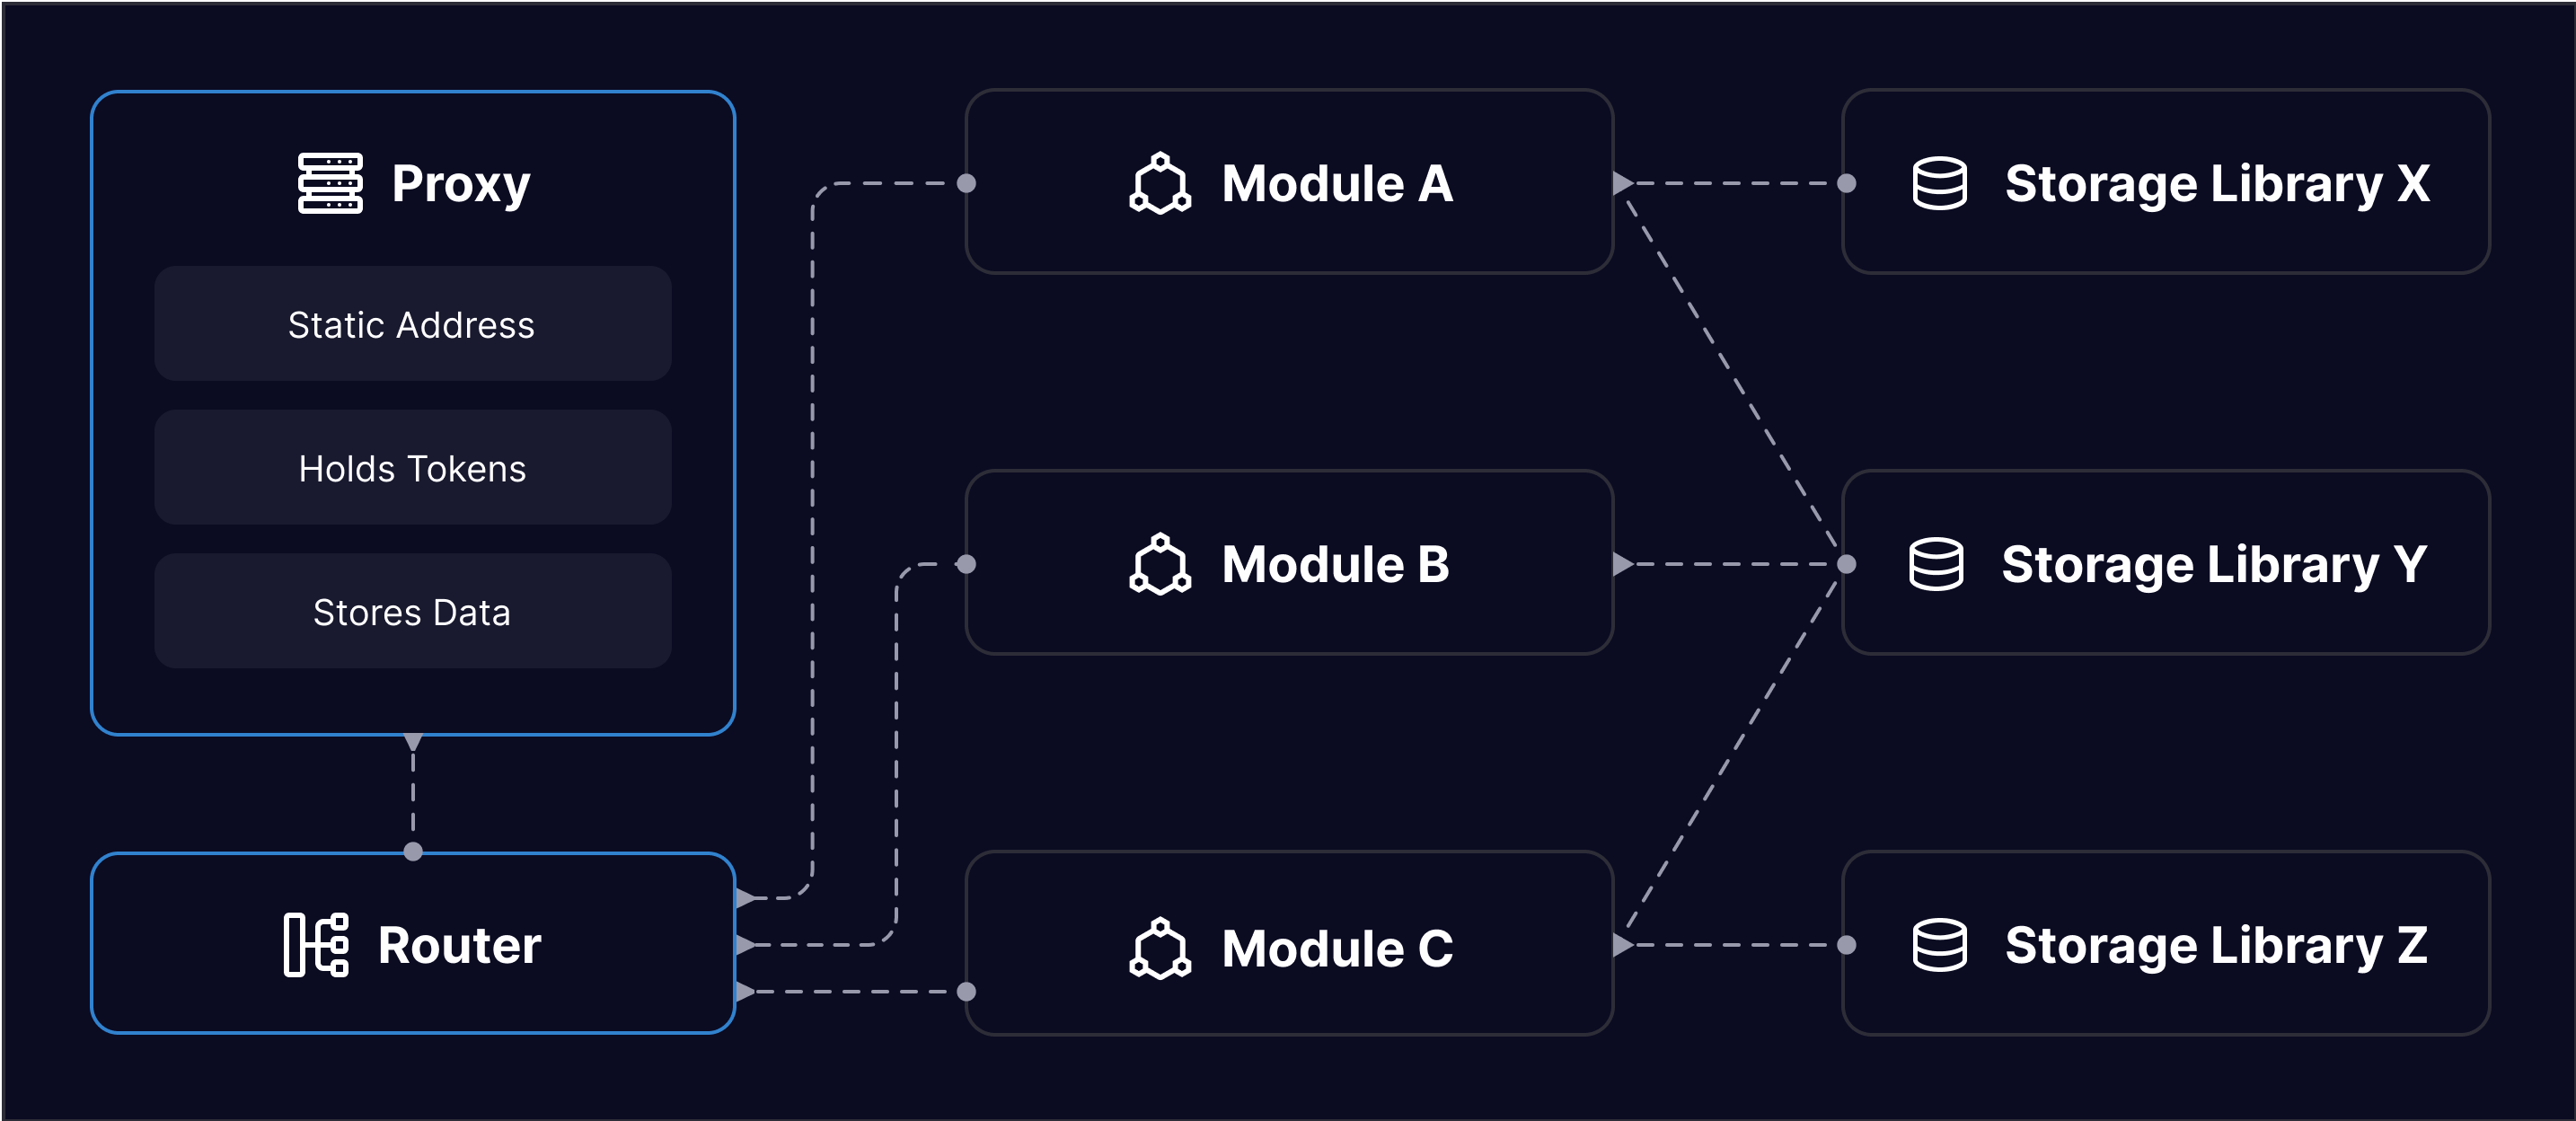 Proxy
Static Address
Holds Tokens
Stores Data
Router
Module A
Module B
Module C
Storage Library X
Storage Library Y
Storage Library Z